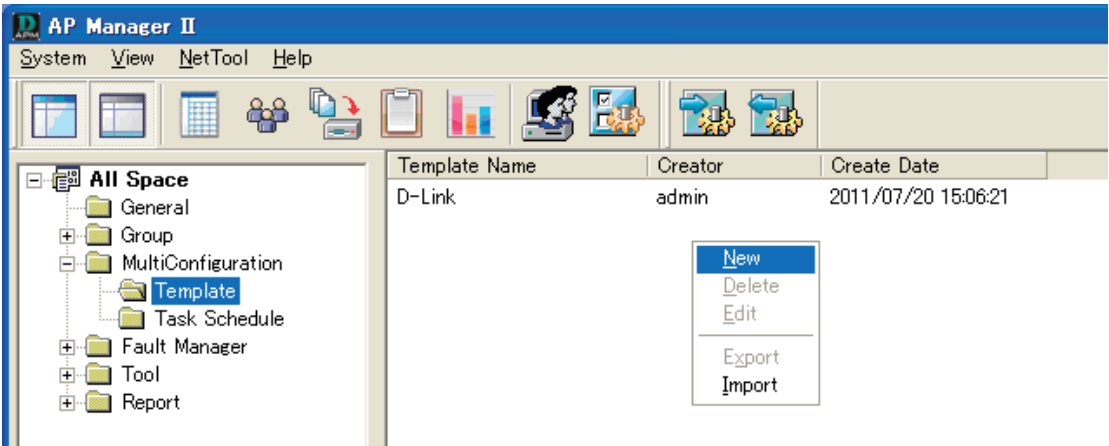 AP Manager II
System View NetTool Help
Template Name Creator Create Date
D-Link admin 2011/07/20 15:06:21
All Space
General
Group
MultiConfiguration
Template
Task Schedule
Fault Manager
Tool
Report
New
Delete
Edit
Export
Import